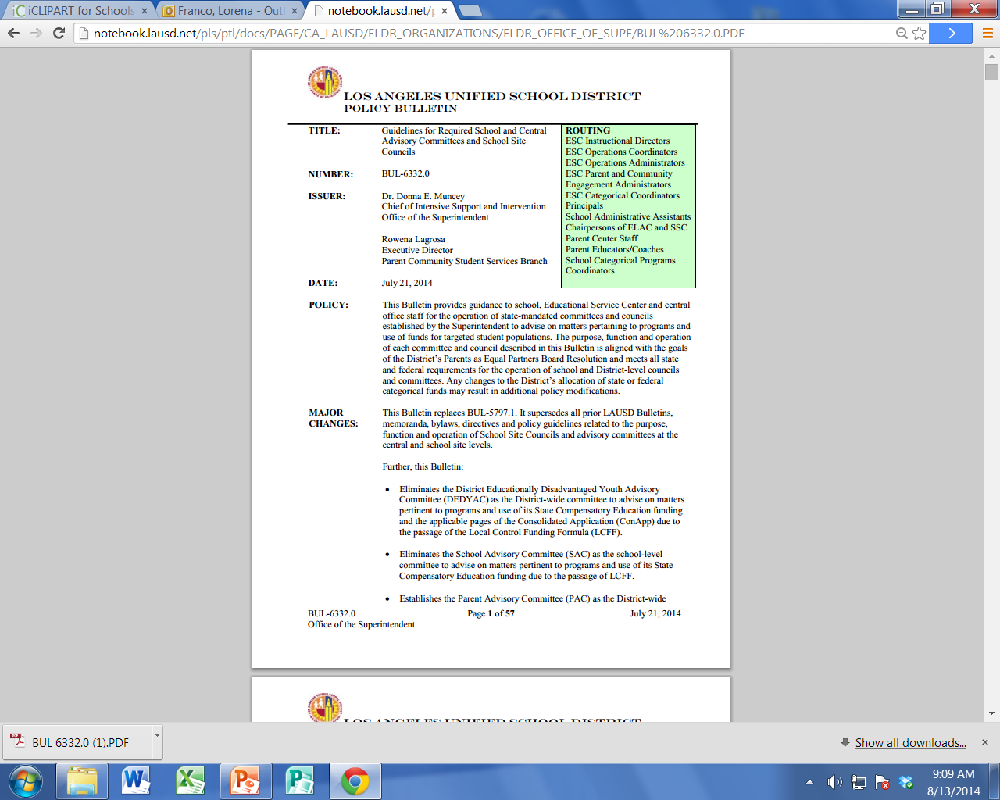 iCLIPART for Schools
Franco, Lorena - Outl
notebook.lausd.net/p
notebook.lausd.net/pls/ptl/docs/PAGE/CA_LAUSD/FLDR_ORGANIZATIONS/FLDR_OFFICE_OF_SUPE/BUL%206332.0.PDF
LOS ANGELES UNIFIED SCHOOL DISTRICT
POLICY BULLETIN
TITLE:
Guidelines for Required School and Central
Advisory Committees and School Site
Councils
NUMBER:
BUL-6332.0
ISSUER:
Dr. Donna E. Muncey
Chief of Intensive Support and Intervention
Office of the Superintendent
Rowena Lagrosa
Executive Director
Parent Community Student Services Branch
DATE:
July 21, 2014
ROUTING
ESC Instructional Directors
ESC Operations Coordinators
ESC Operations Administrators
ESC Parent and Community
Engagement Administrators
ESC Categorical Coordinators
Principals
School Administrative Assistants
Chairpersons of ELAC and SSC
Parent Center Staff
Parent Educators/Coaches
School Categorical Programs
Coordinators
POLICY:
This Bulletin provides guidance to school, Educational Service Center and central
office staff for the operation of state-mandated committees and councils
established by the Superintendent to advise on matters pertaining to programs and
use of funds for targeted student populations. The purpose, function and operation
of each committee and council described in this Bulletin is aligned with the goals
of the District's Parents as Equal Partners Board Resolution and meets all state
and federal requirements for the operation of school and District-level councils
and committees. Any changes to the District's allocation of state or federal
categorical funds may result in additional policy modifications.
MAJOR
CHANGES:
This Bulletin replaces BUL-5797.1. It supersedes all prior LAUSD Bulletins,
memoranda, bylaws, directives and policy guidelines related to the purpose,
function and operation of School Site Councils and advisory committees at the
central and school site levels.
Further, this Bulletin:
• Eliminates the District Educationally Disadvantaged Youth Advisory
Committee (DEDYAC) as the District-wide committee to advise on matters
pertinent to programs and use of its State Compensatory Education funding
and the applicable pages of the Consolidated Application (ConApp) due to
the passage of the Local Control Funding Formula (LCFF).
• Eliminates the School Advisory Committee (SAC) as the school-level
committee to advise on matters pertinent to programs and use of its State
Compensatory Education funding due to the passage of LCFF.
• Establishes the Parent Advisory Committee (PAC) as the District-wide
BUL-6332.0 Page 1 of 57 July 21, 2014
Office of the Superintendent
LOS ANGELES UNIFIED SCHOOL DISTRICT
BUL 6332.0 (1).PDF
Show all downloads...
9:09 AM
8/13/2014